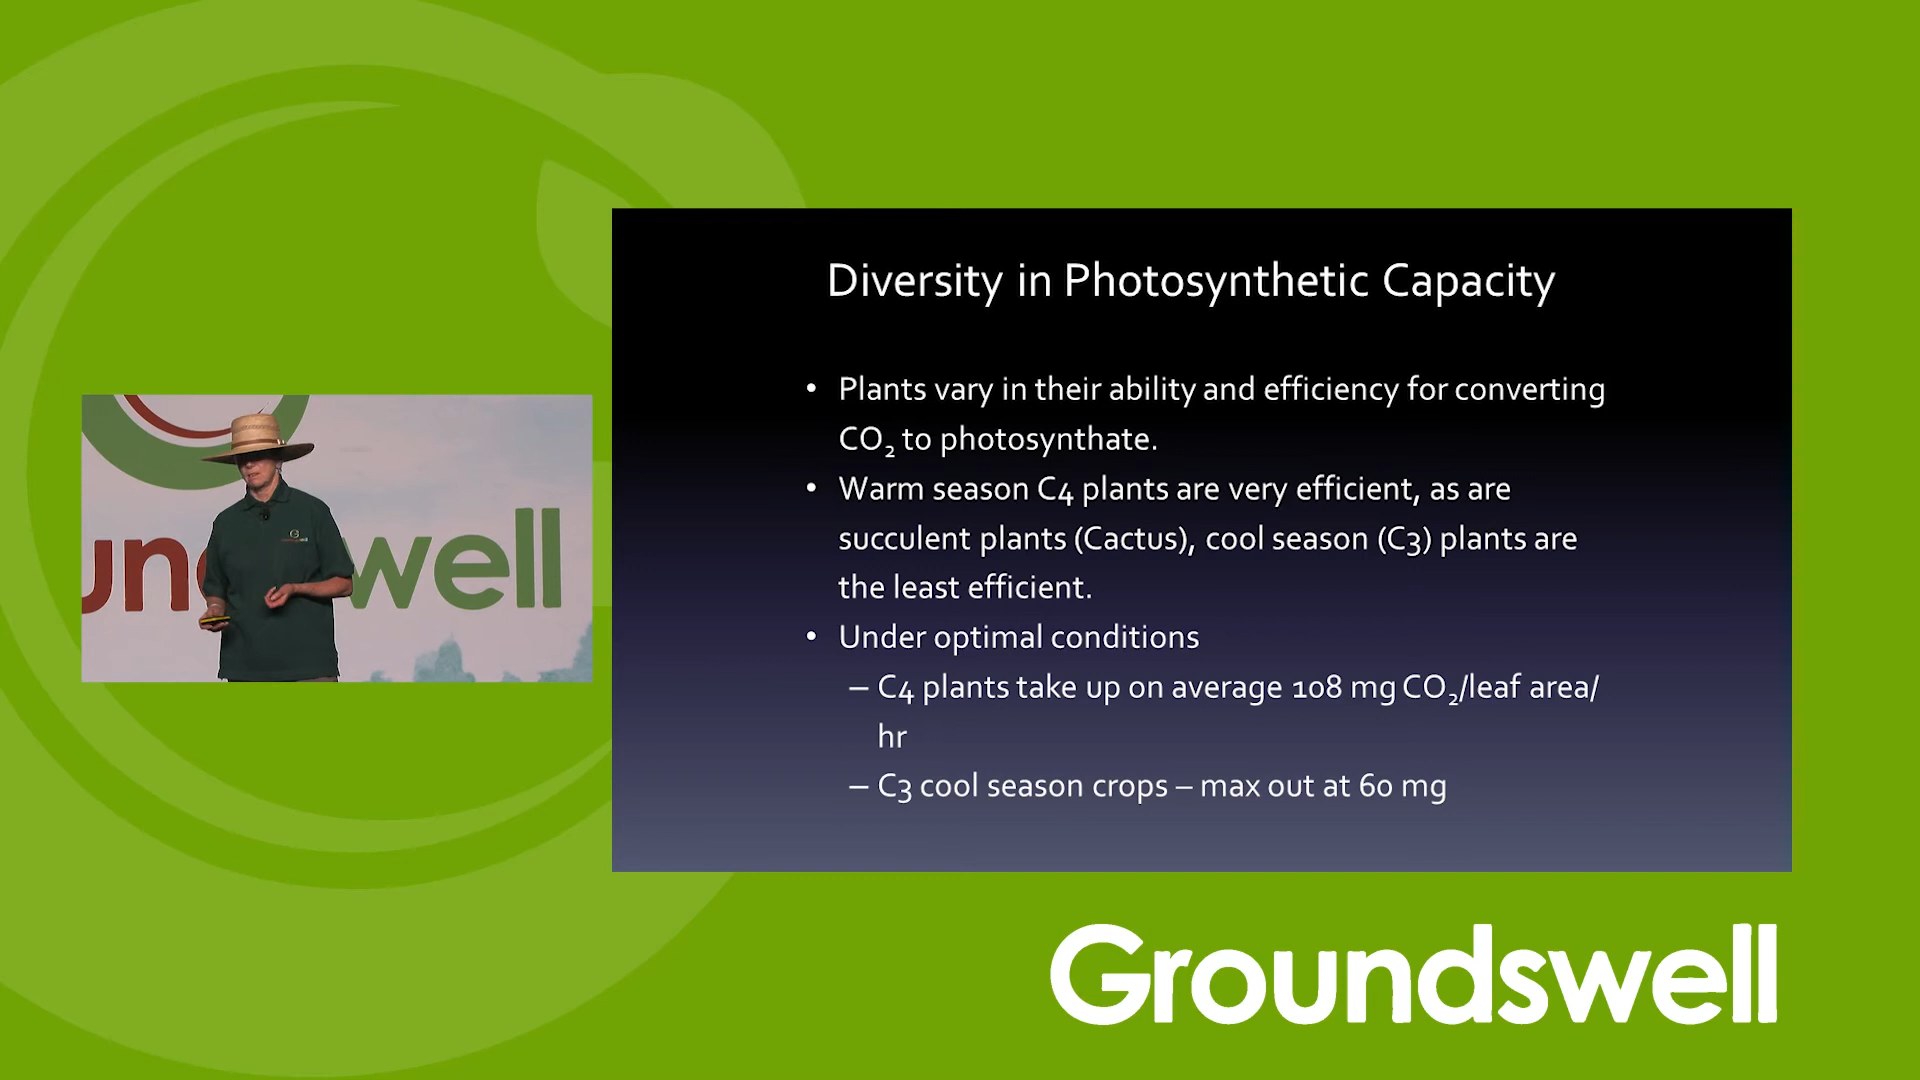 Diversity in Photosynthetic Capacity
• Plants vary in their ability and efficiency for converting
CO₂ to photosynthate.
• Warm season C4 plants are very efficient, as are
succulent plants (Cactus), cool season (C3) plants are
the least efficient.
• Under optimal conditions
– C4 plants take up on average 108 mg CO₂/leaf area/
hr
– C3 cool season crops – max out at 60 mg
well
Groundswell